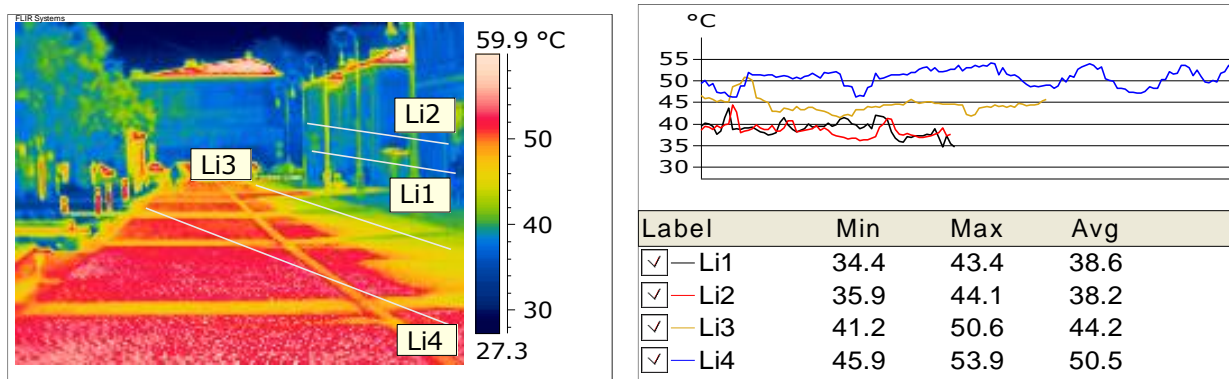 FLIR Systems
59.9 °C
50
40
30
27.3
Li2
Li3
Li1
Li4
°C
55
50
45
40
35
30
Label Min Max Avg
Li1 34.4 43.4 38.6
Li2 35.9 44.1 38.2
Li3 41.2 50.6 44.2
Li4 45.9 53.9 50.5